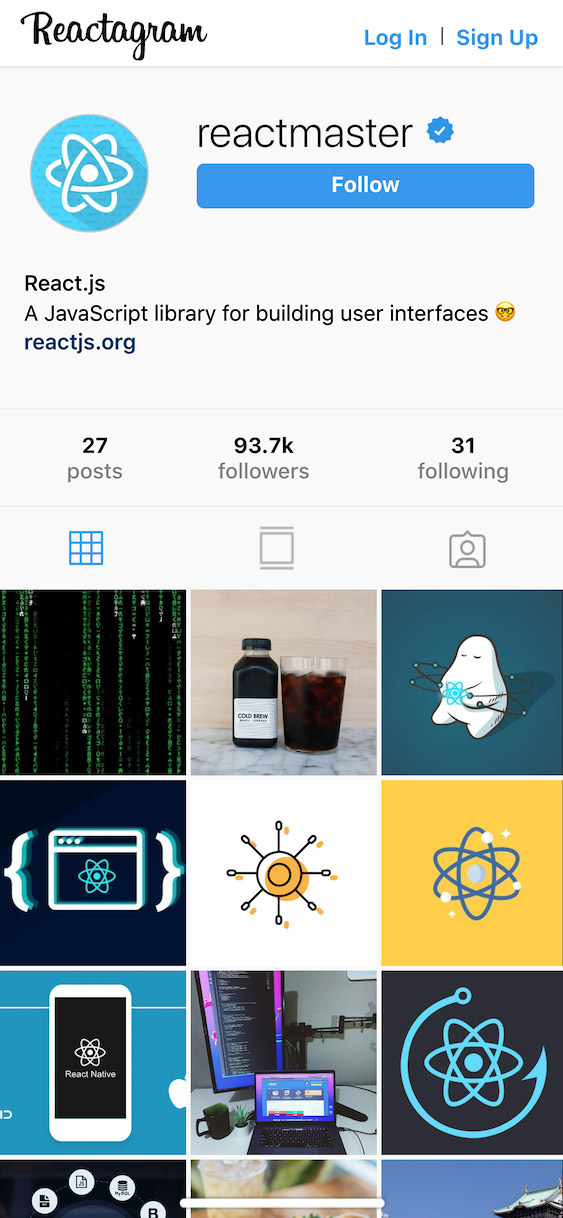 Reactagram
Log In | Sign Up
reactmaster
Follow
React.js
A JavaScript library for building user interfaces 🤓
reactjs.org
27 93.7k 31
posts followers following
COLD BREW
React Native
JS
MySQL
B